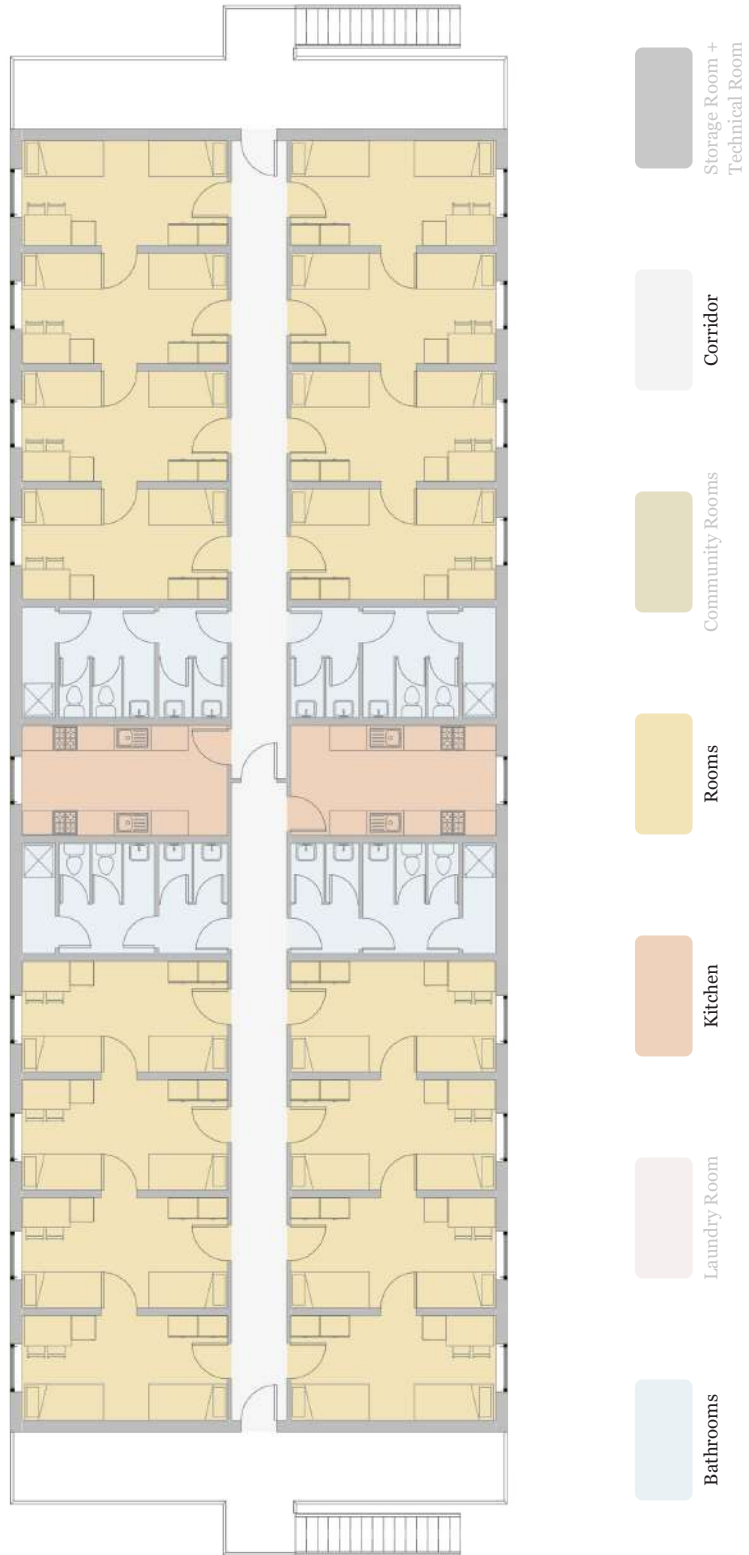 Bathrooms
Laundry Room
Kitchen
Rooms
Community Rooms
Corridor
Storage Room +
Technical Room